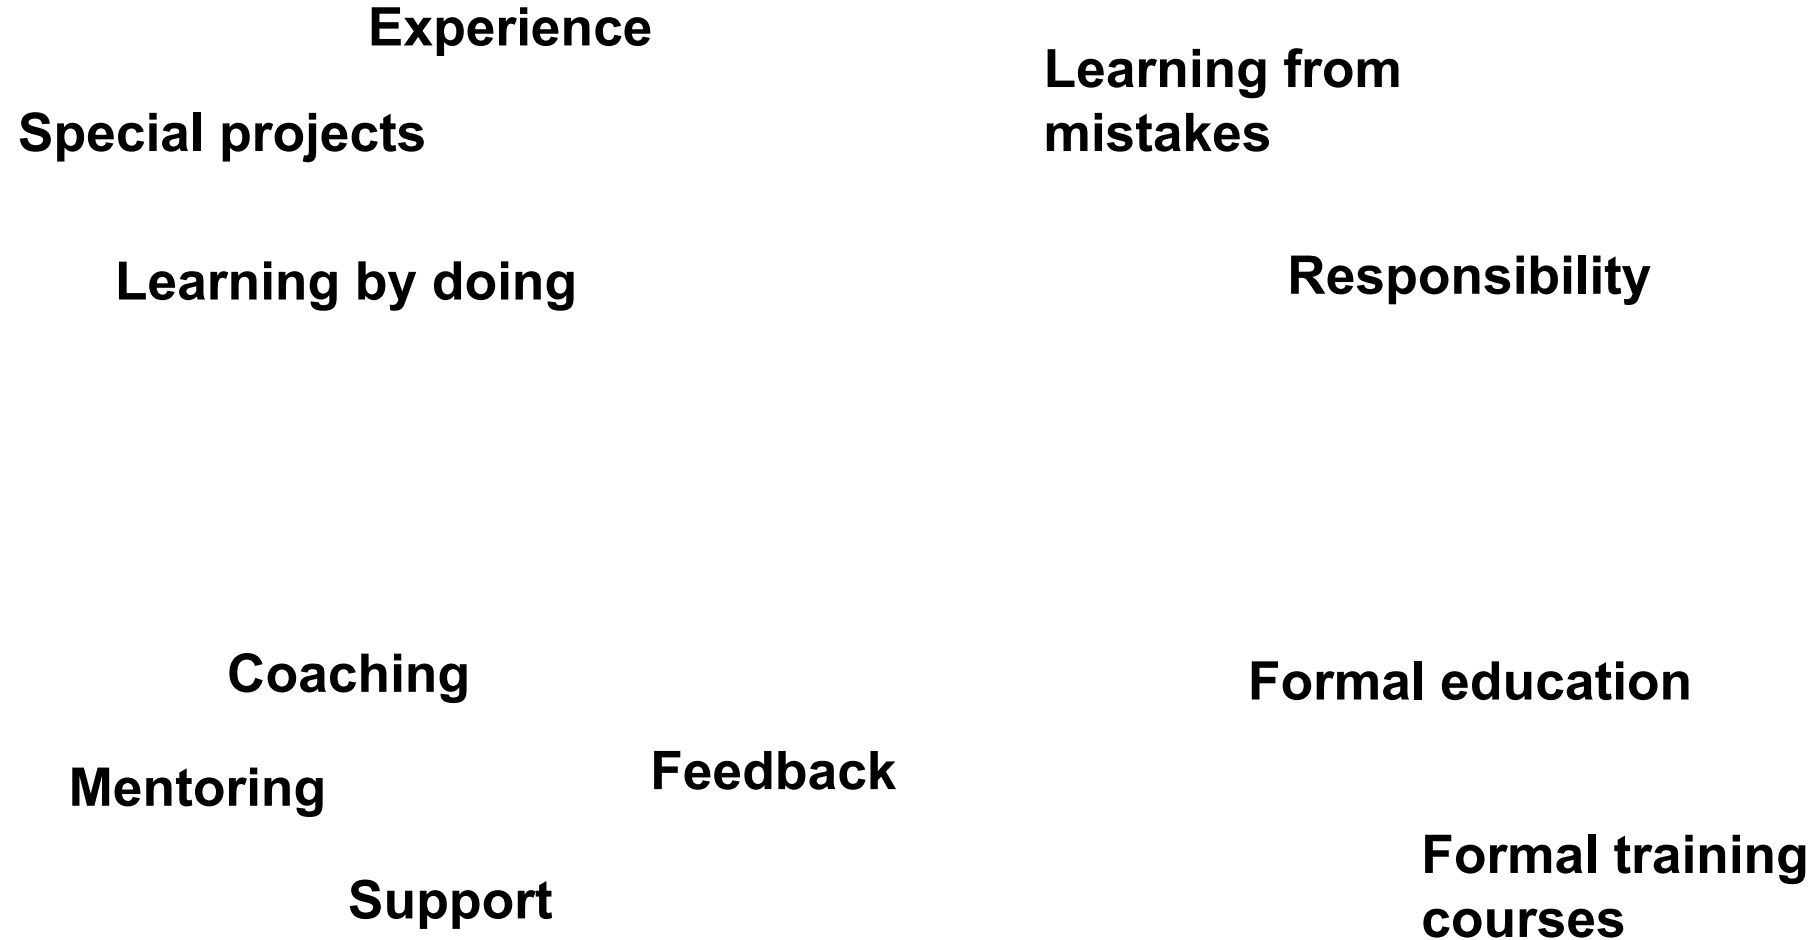 Experience
Learning from
mistakes
Special projects
Learning by doing
Responsibility
Coaching
Formal education
Mentoring
Feedback
Support
Formal training
courses